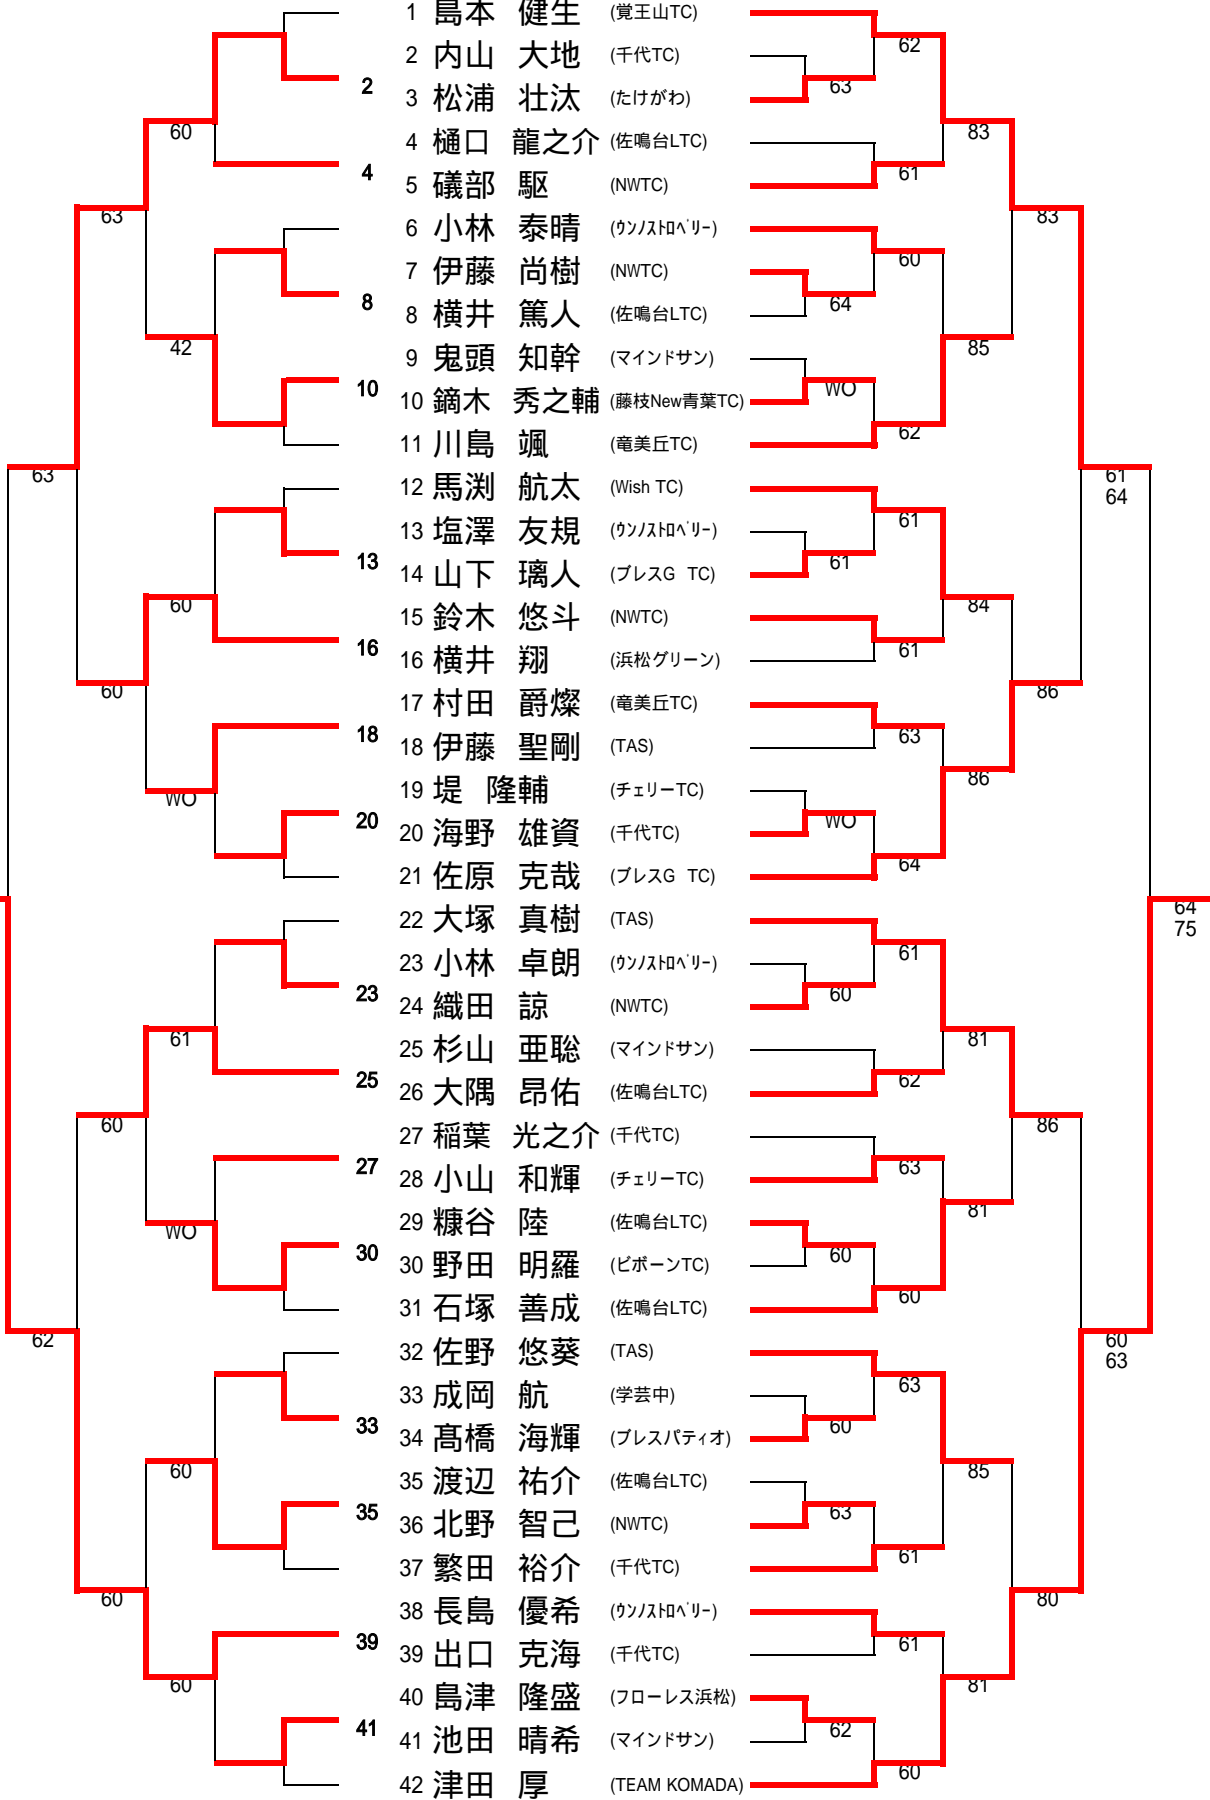 1 島本 健生 (覚王山TC)
62
2 内山 大地 (千代TC)
2
63
3 松浦 壮汰 (たけがわ)
60
83
4 樋口 龍之介 (佐鳴台LTC)
4
61
5 礒部 駆 (NWTC)
63
83
6 小林 泰晴 (ウンノストロベリー)
60
7 伊藤 尚樹 (NWTC)
8
64
8 横井 篤人 (佐鳴台LTC)
42
85
9 鬼頭 知幹 (マインドサン)
10
WO
10 鏑木 秀之輔 (藤枝New青葉TC)
62
11 川島 颯 (竜美丘TC)
63
61
64
12 馬渕 航太 (Wish TC)
61
13 塩澤 友規 (ウンノストロベリー)
13
61
14 山下 璃人 (ブレスG TC)
60
84
15 鈴木 悠斗 (NWTC)
16
61
16 横井 翔 (浜松グリーン)
60
86
17 村田 爵燦 (竜美丘TC)
18
63
18 伊藤 聖剛 (TAS)
86
19 堤 隆輔 (チェリーTC)
WO
20
WO
20 海野 雄資 (千代TC)
64
21 佐原 克哉 (ブレスG TC)
64
75
22 大塚 真樹 (TAS)
61
23 小林 卓朗 (ウンノストロベリー)
23
60
24 織田 諒 (NWTC)
61
81
25 杉山 亜聡 (マインドサン)
25
62
26 大隅 昂佑 (佐鳴台LTC)
60
86
27 稲葉 光之介 (千代TC)
27
63
28 小山 和輝 (チェリーTC)
81
29 糠谷 陸 (佐鳴台LTC)
WO
30
60
30 野田 明羅 (ビボーンTC)
60
31 石塚 善成 (佐鳴台LTC)
62
60
63
32 佐野 悠葵 (TAS)
63
33 成岡 航 (学芸中)
33
60
34 髙橋 海輝 (ブレスパティオ)
60
85
35 渡辺 祐介 (佐鳴台LTC)
35
63
36 北野 智己 (NWTC)
61
37 繁田 裕介 (千代TC)
60
80
38 長島 優希 (ウンノストロベリー)
39
61
39 出口 克海 (千代TC)
60
81
40 島津 隆盛 (フローレス浜松)
41
62
41 池田 晴希 (マインドサン)
60
42 津田 厚 (TEAM KOMADA)